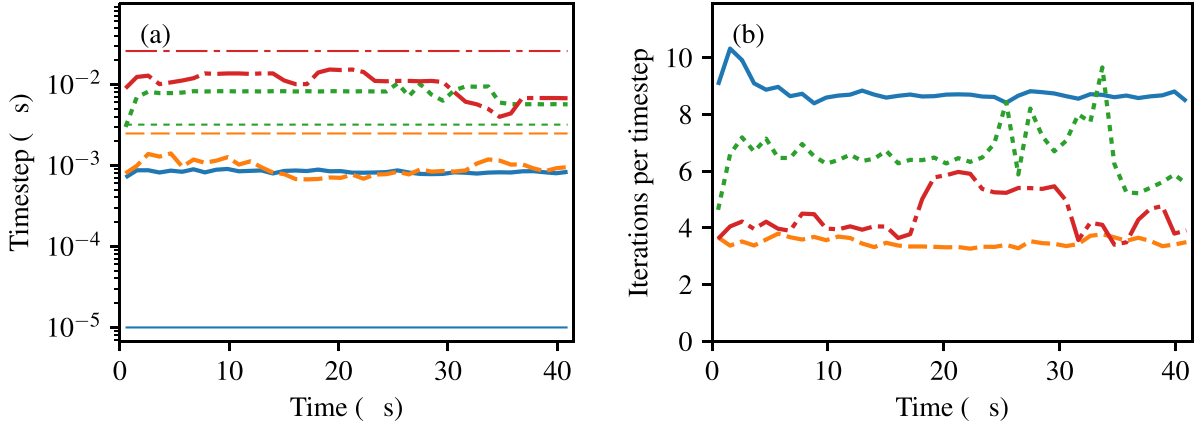 (a)
Timestep (  s)
10⁻²
10⁻³
10⁻⁴
10⁻⁵
0 10 20 30 40
Time (  s)
(b)
Iterations per timestep
10
8
6
4
2
0
0 10 20 30 40
Time (  s)